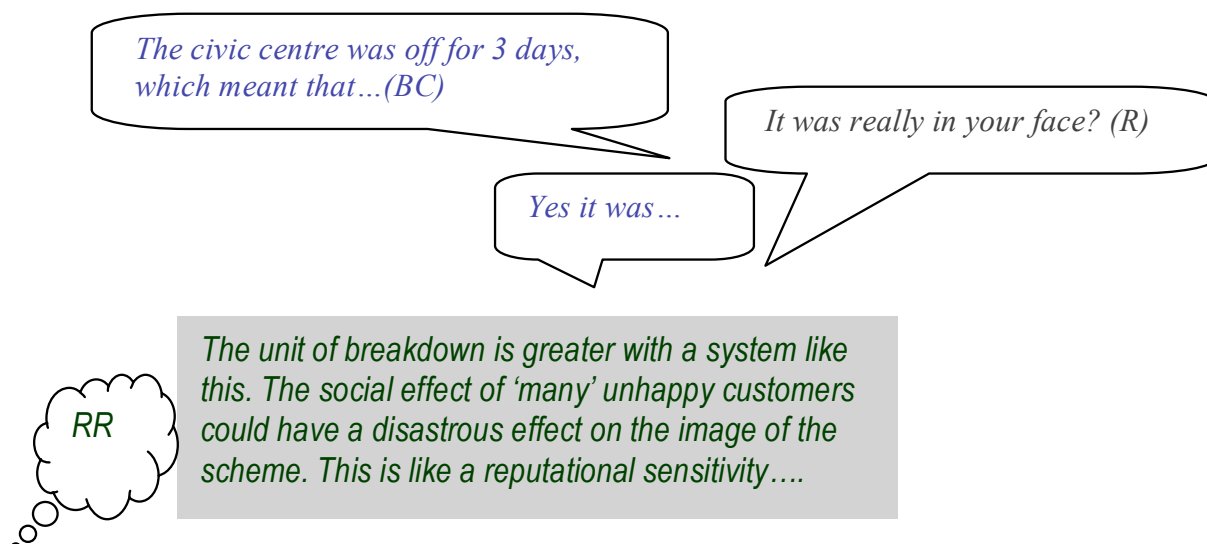 The civic centre was off for 3 days,
which meant that…(BC)
It was really in your face? (R)
Yes it was…
RR
The unit of breakdown is greater with a system like
this. The social effect of ‘many’ unhappy customers
could have a disastrous effect on the image of the
scheme. This is like a reputational sensitivity….